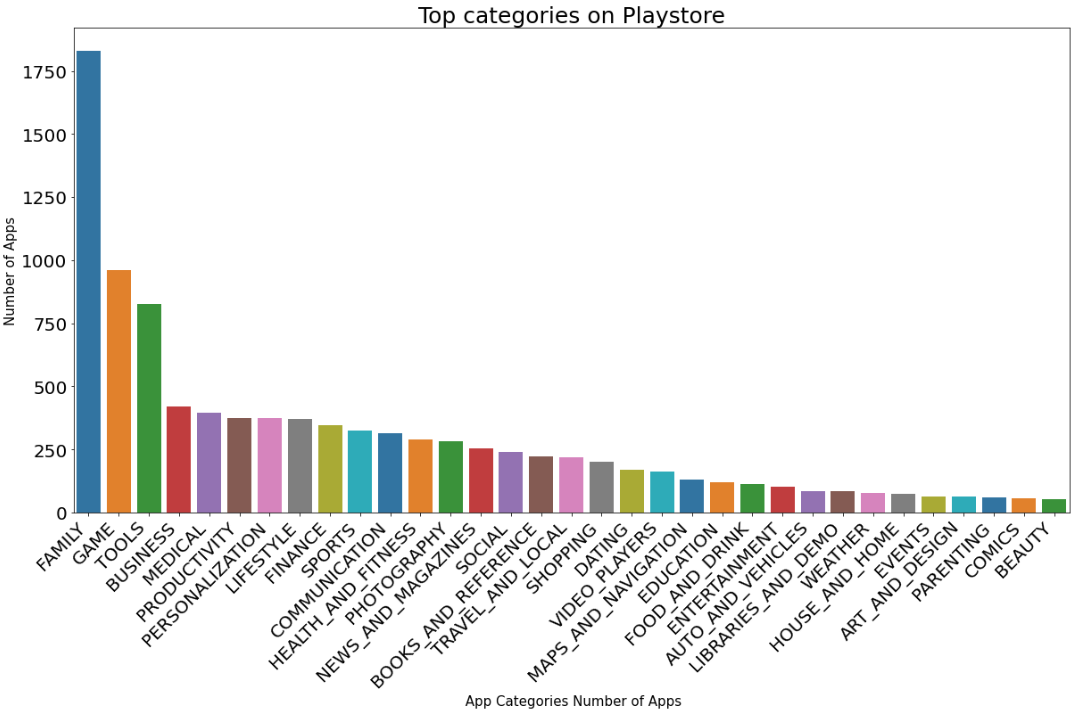 Top categories on Playstore
Number of Apps
1750
1500
1250
1000
750
500
250
0
FAMILY
GAME
TOOLS
BUSINESS
MEDICAL
PRODUCTIVITY
PERSONALIZATION
LIFESTYLE
FINANCE
SPORTS
COMMUNICATION
HEALTH_AND_FITNESS
PHOTOGRAPHY
NEWS_AND_MAGAZINES
SOCIAL
BOOKS_AND_REFERENCE
TRAVEL_AND_LOCAL
SHOPPING
DATING
VIDEO_PLAYERS
MAPS_AND_NAVIGATION
EDUCATION
FOOD_AND_DRINK
ENTERTAINMENT
AUTO_AND_VEHICLES
LIBRARIES_AND_DEMO
WEATHER
HOUSE_AND_HOME
EVENTS
ART_AND_DESIGN
PARENTING
COMICS
BEAUTY
App Categories Number of Apps